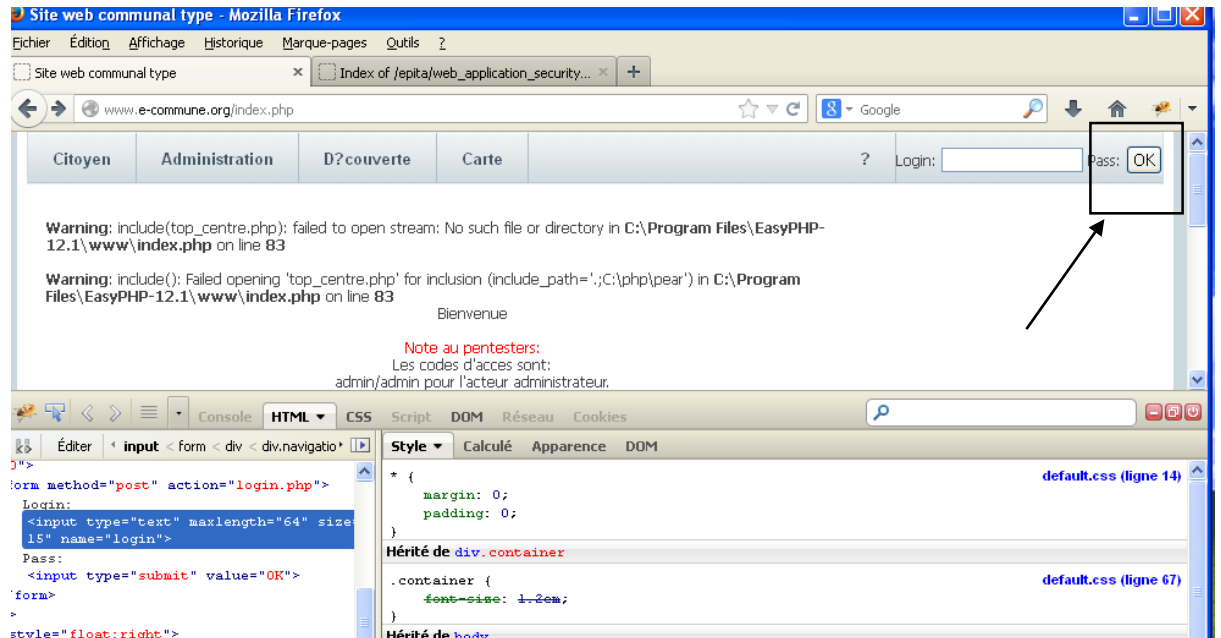 Site web communal type - Mozilla Firefox
Fichier Édition Affichage Historique Marque-pages Outils ?
Site web communal type × Index of /epita/web_application_security... × +
www.e-commune.org/index.php 8 Google
Citoyen Administration D?couverte Carte ? Login: Pass: OK
Warning: include(top_centre.php): failed to open stream: No such file or directory in C:\Program Files\EasyPHP-
12.1\www\index.php on line 83
Warning: include(): Failed opening 'top_centre.php' for inclusion (include_path='.;C:\php\pear') in C:\Program
Files\EasyPHP-12.1\www\index.php on line 83
Bienvenue
Note au pentesters:
Les codes d'acces sont:
admin/admin pour l'acteur administrateur.
Console HTML CSS Script DOM Réseau Cookies
Éditer input < form < div < div.navigatio
Style Calculé Apparence DOM
0">
form method="post" action="login.php">
Login:
<input type="text" maxlength="64" size=
15" name="login">
Pass:
<input type="submit" value="OK">
form>
>
style="float:right">
* { default.css (ligne 14)
margin: 0;
padding: 0;
}
Hérité de div.container
.container { default.css (ligne 67)
font-size: 1.2em;
}
Hérité de body